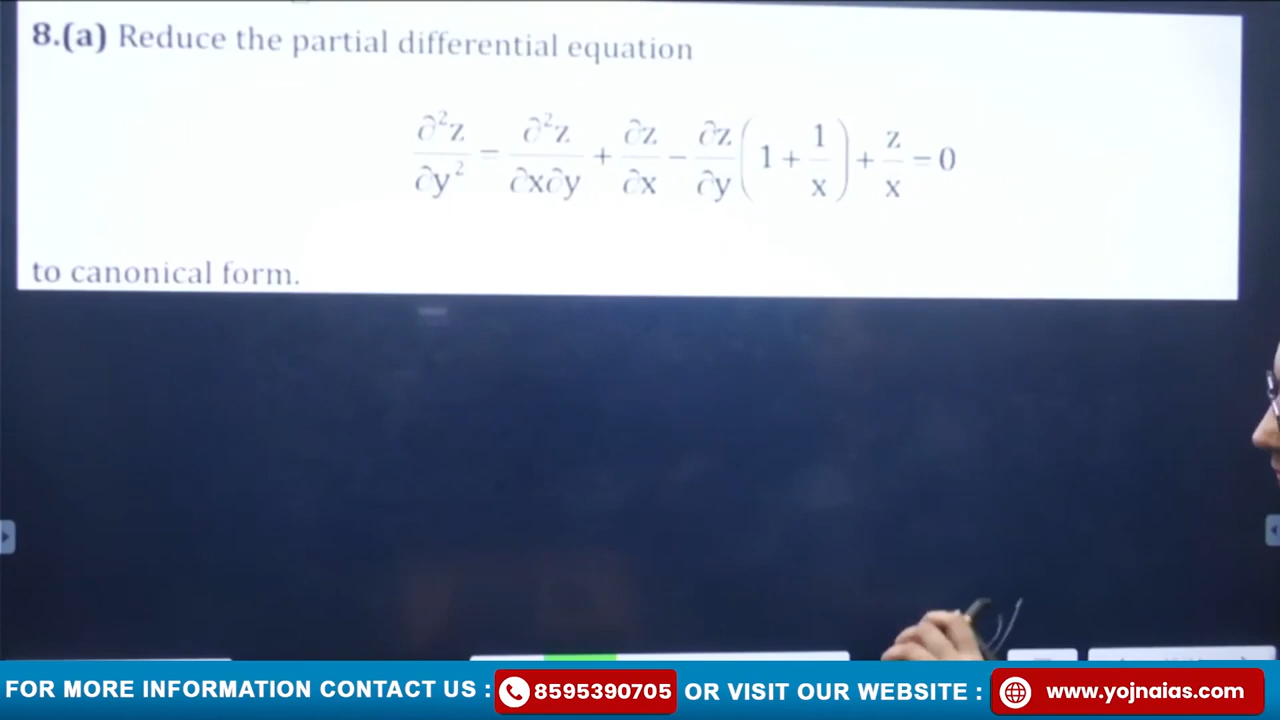 8.(a) Reduce the partial differential equation
∂²z/∂y² = ∂²z/∂x∂y + ∂z/∂x − ∂z/∂y (1 + 1/x) + z/x = 0
to canonical form.
FOR MORE INFORMATION CONTACT US : 8595390705 OR VISIT OUR WEBSITE : www.yojnaias.com